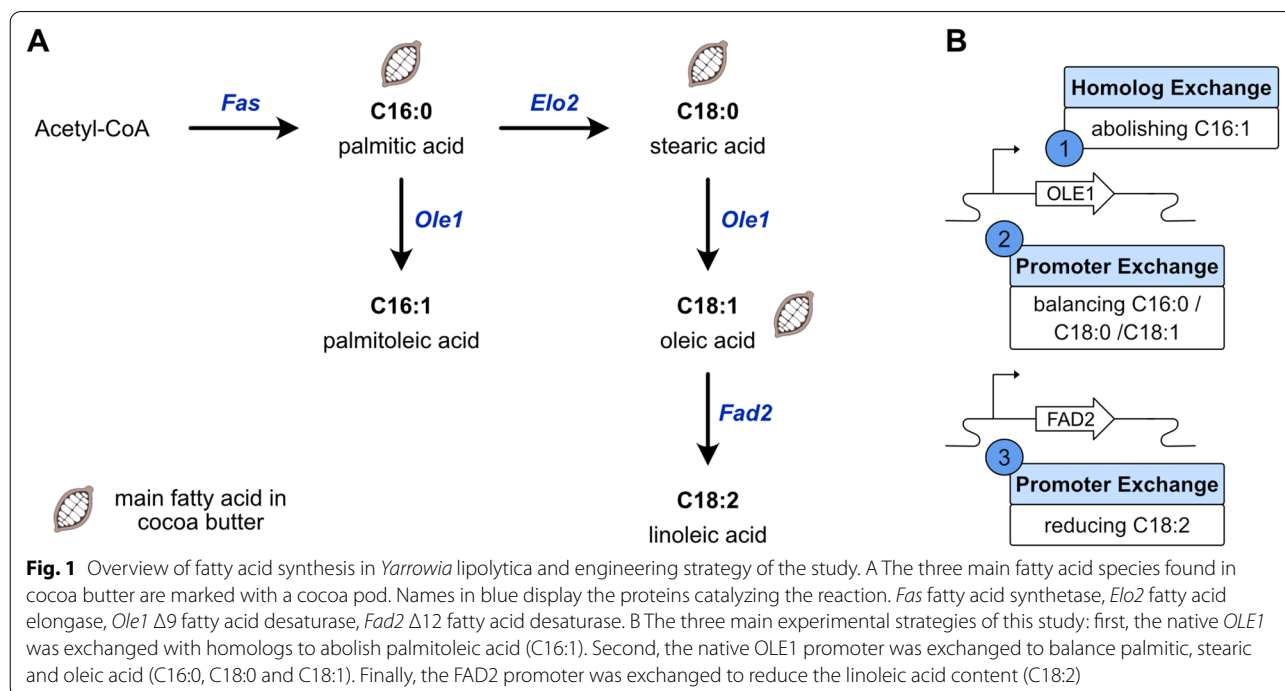 A
Fas
Elo2
Acetyl-CoA
C16:0
palmitic acid
C18:0
stearic acid
Ole1
Ole1
C16:1
palmitoleic acid
C18:1
oleic acid
Fad2
C18:2
linoleic acid
main fatty acid in
cocoa butter
B
Homolog Exchange
abolishing C16:1
1
OLE1
2
Promoter Exchange
balancing C16:0 /
C18:0 /C18:1
FAD2
3
Promoter Exchange
reducing C18:2
Fig. 1 Overview of fatty acid synthesis in Yarrowia lipolytica and engineering strategy of the study. A The three main fatty acid species found in
cocoa butter are marked with a cocoa pod. Names in blue display the proteins catalyzing the reaction. Fas fatty acid synthetase, Elo2 fatty acid
elongase, Ole1 Δ9 fatty acid desaturase, Fad2 Δ12 fatty acid desaturase. B The three main experimental strategies of this study: first, the native OLE1
was exchanged with homologs to abolish palmitoleic acid (C16:1). Second, the native OLE1 promoter was exchanged to balance palmitic, stearic
and oleic acid (C16:0, C18:0 and C18:1). Finally, the FAD2 promoter was exchanged to reduce the linoleic acid content (C18:2)